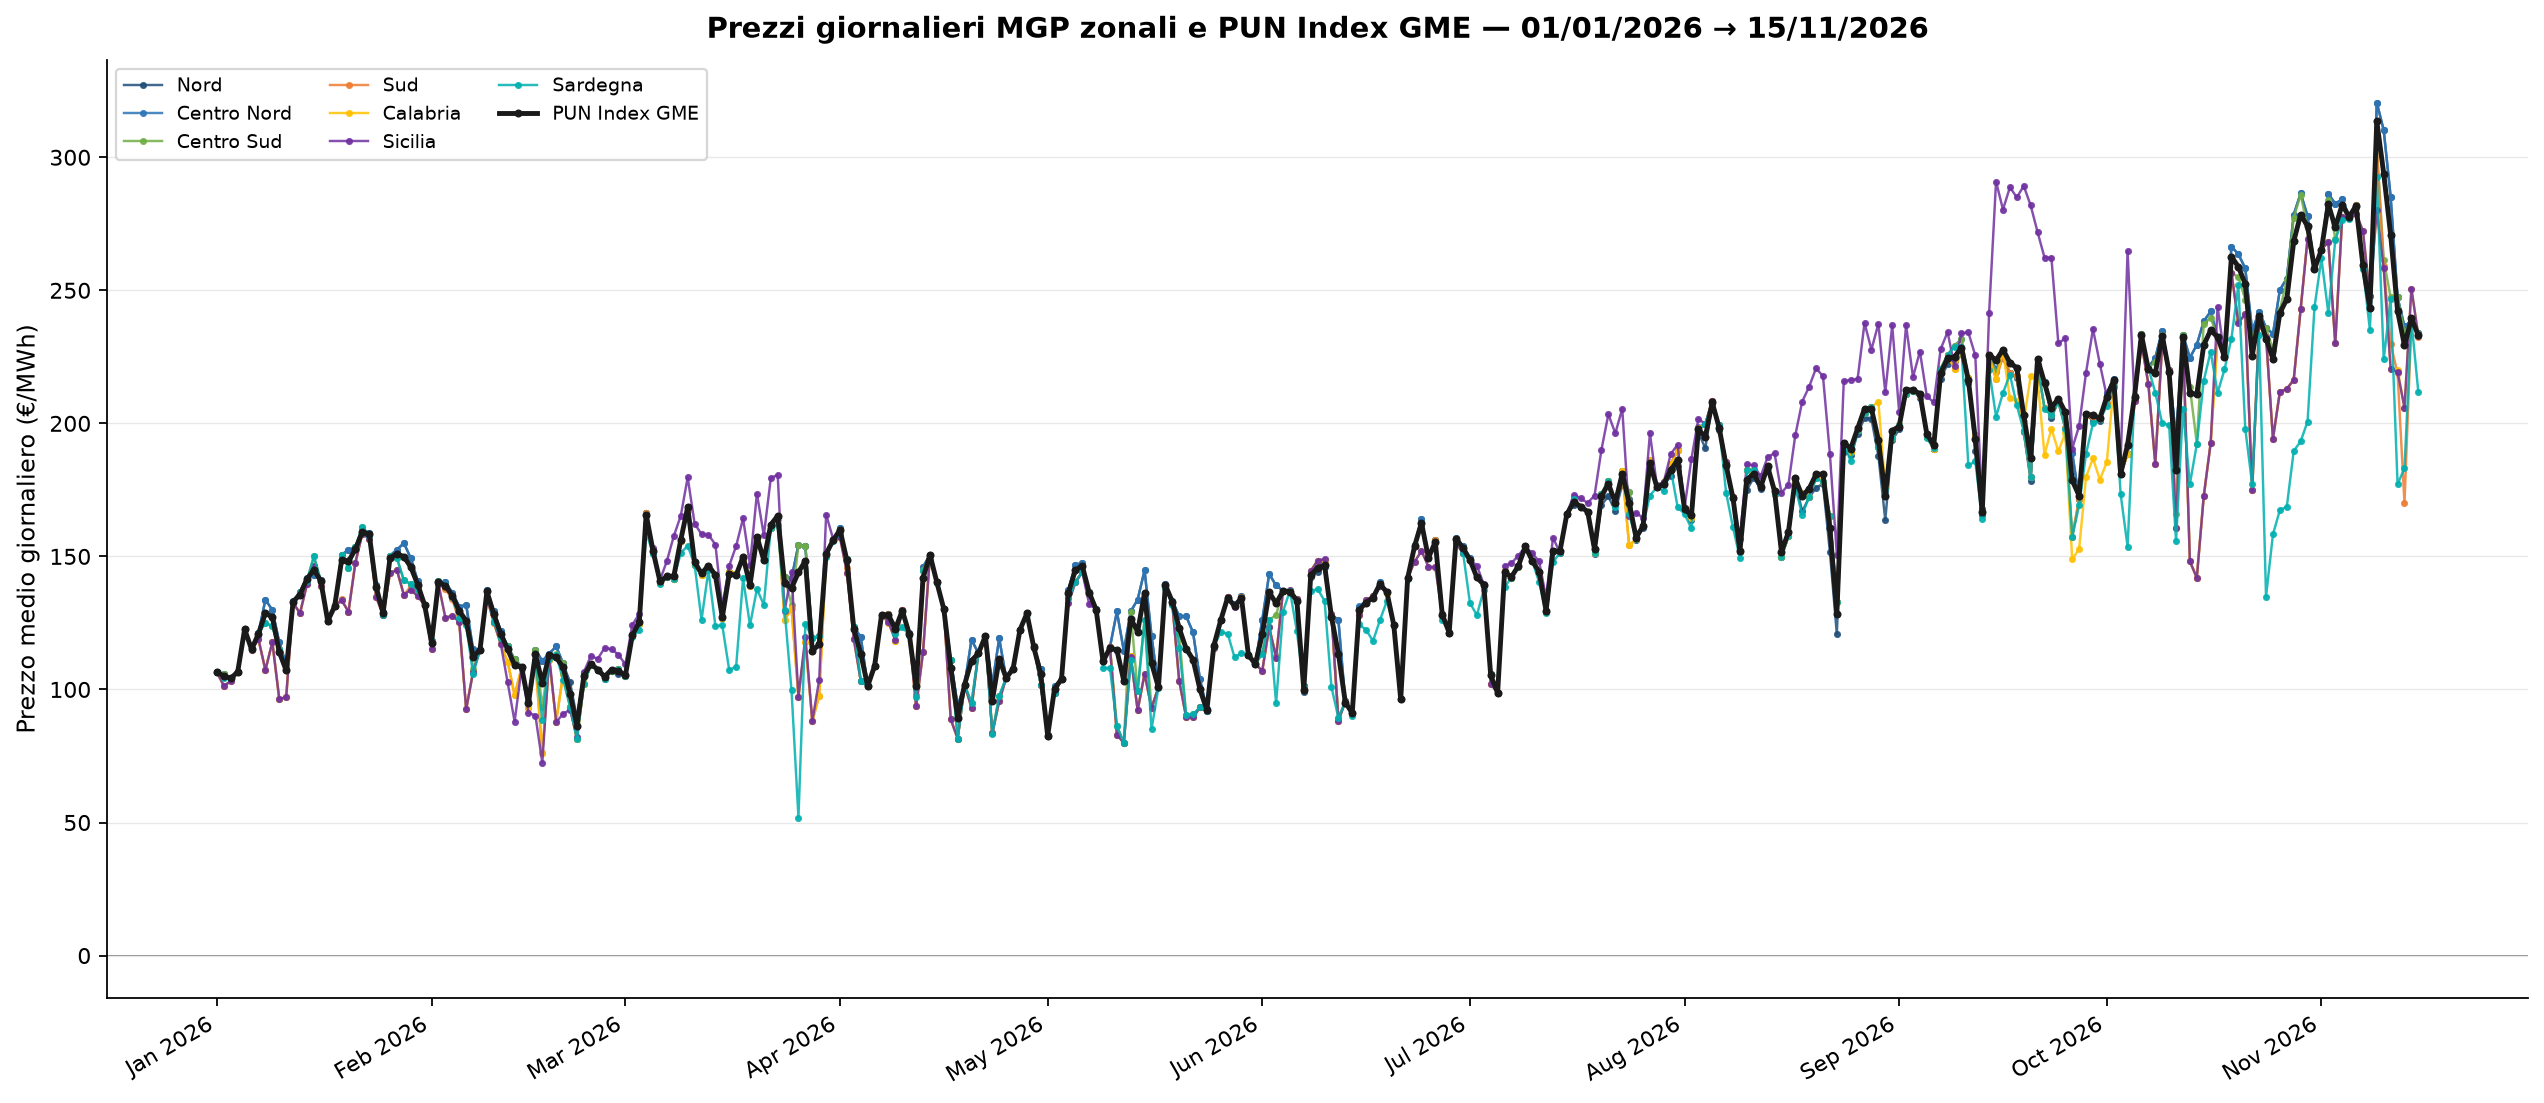 Prezzi giornalieri MGP zonali e PUN Index GME — 01/01/2026 → 15/11/2026
Nord
Centro Nord
Centro Sud
Sud
Calabria
Sicilia
Sardegna
PUN Index GME
Prezzo medio giornaliero (€/MWh)
300
250
200
150
100
50
0
Jan 2026
Feb 2026
Mar 2026
Apr 2026
May 2026
Jun 2026
Jul 2026
Aug 2026
Sep 2026
Oct 2026
Nov 2026